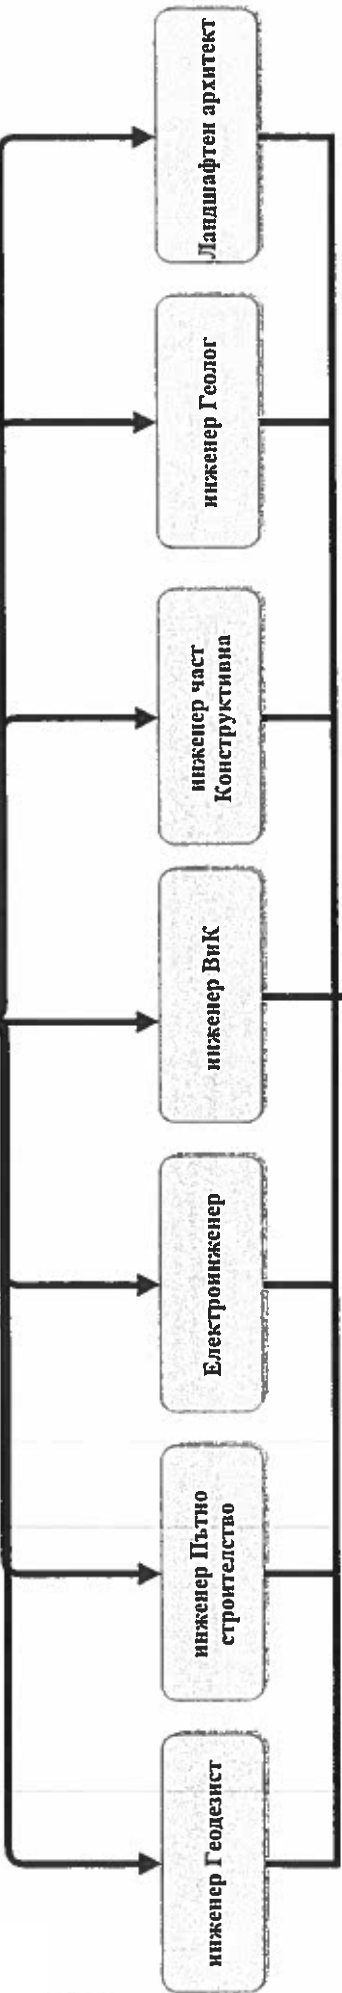 инженер Геодезист
инженер Пътно
строителство
Електроинженер
инженер ВиК
инженер част
Конструктивна
инженер Геолог
Ландшафтен архитект